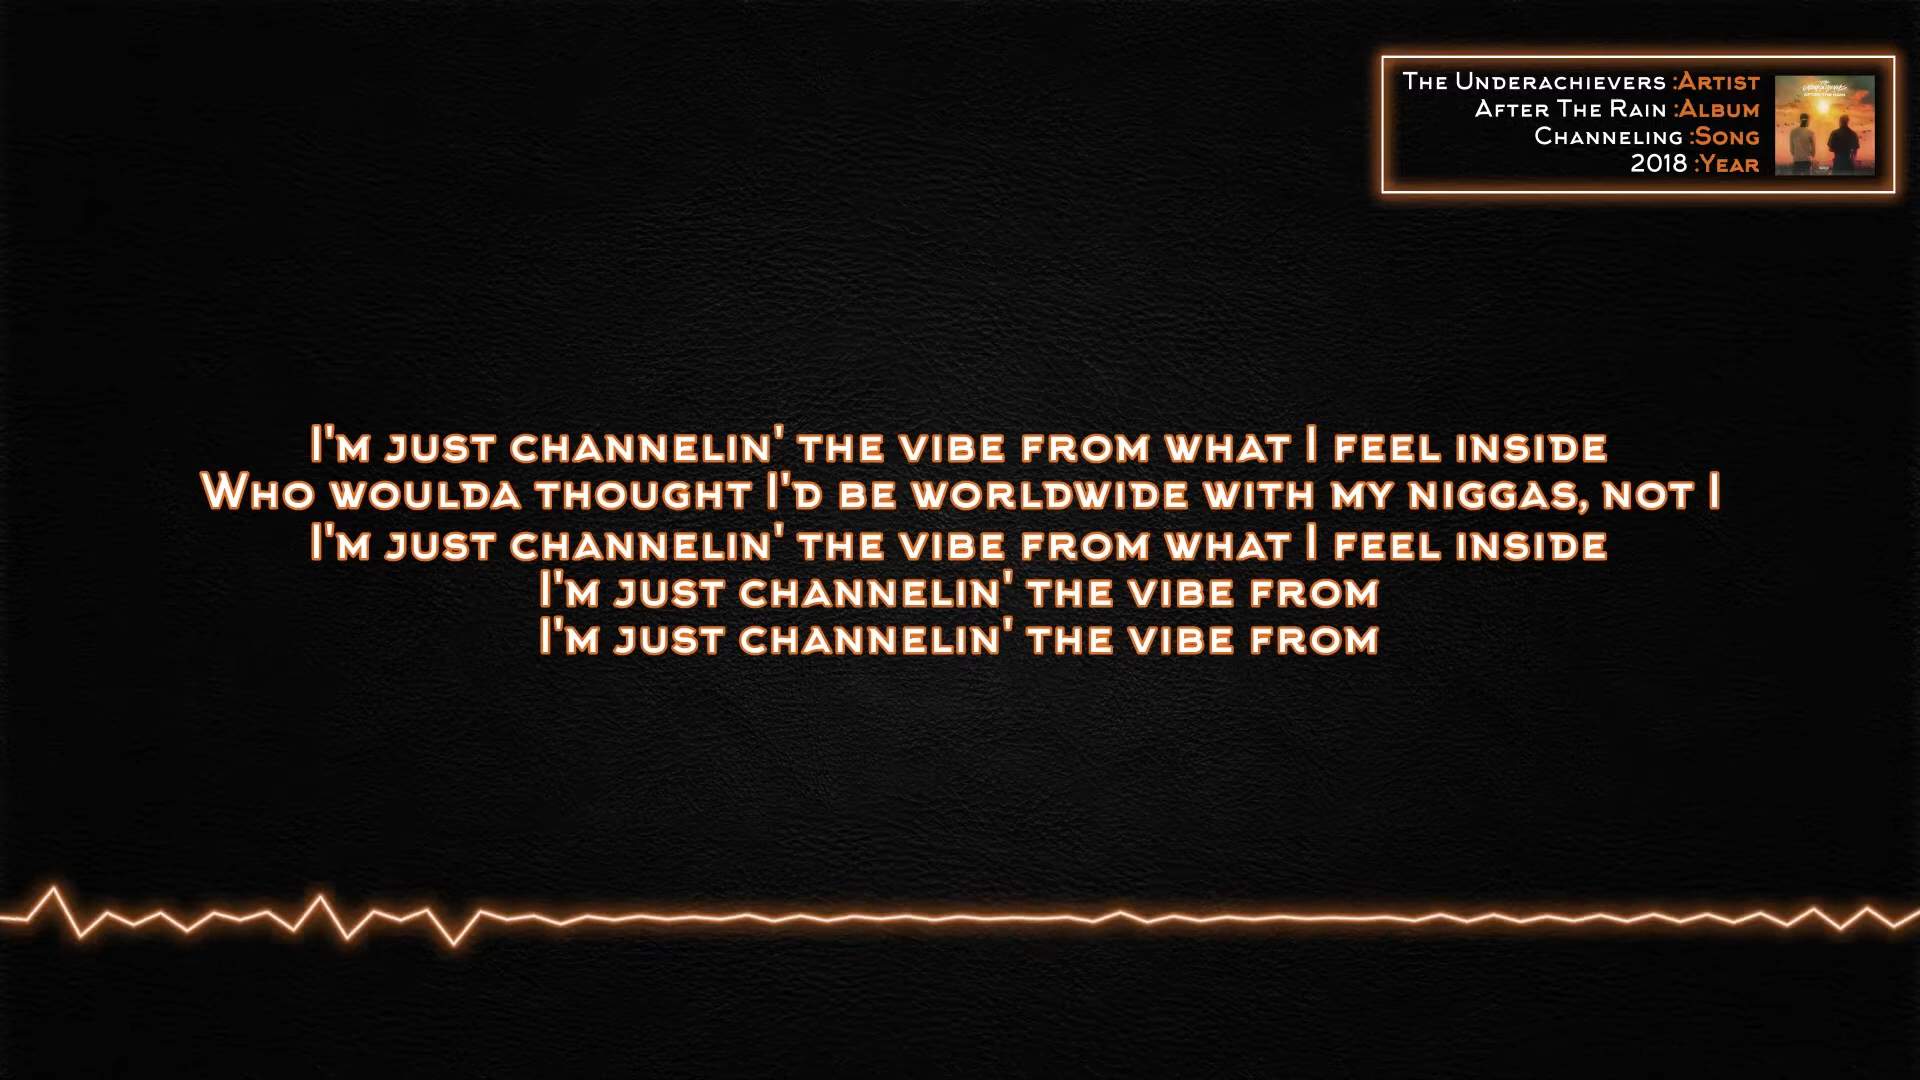 The Underachievers :Artist
After The Rain :Album
Channeling :Song
2018 :Year
I'm just channelin' the vibe from what I feel inside
Who woulda thought I'd be worldwide with my niggas, not I
I'm just channelin' the vibe from what I feel inside
I'm just channelin' the vibe from
I'm just channelin' the vibe from